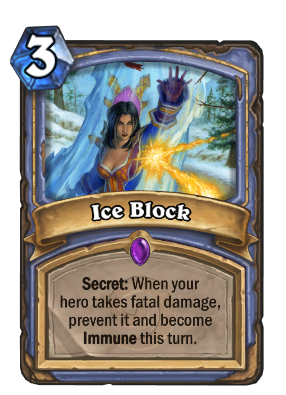 3
Ice Block
Secret: When your
hero takes fatal damage,
prevent it and become
Immune this turn.